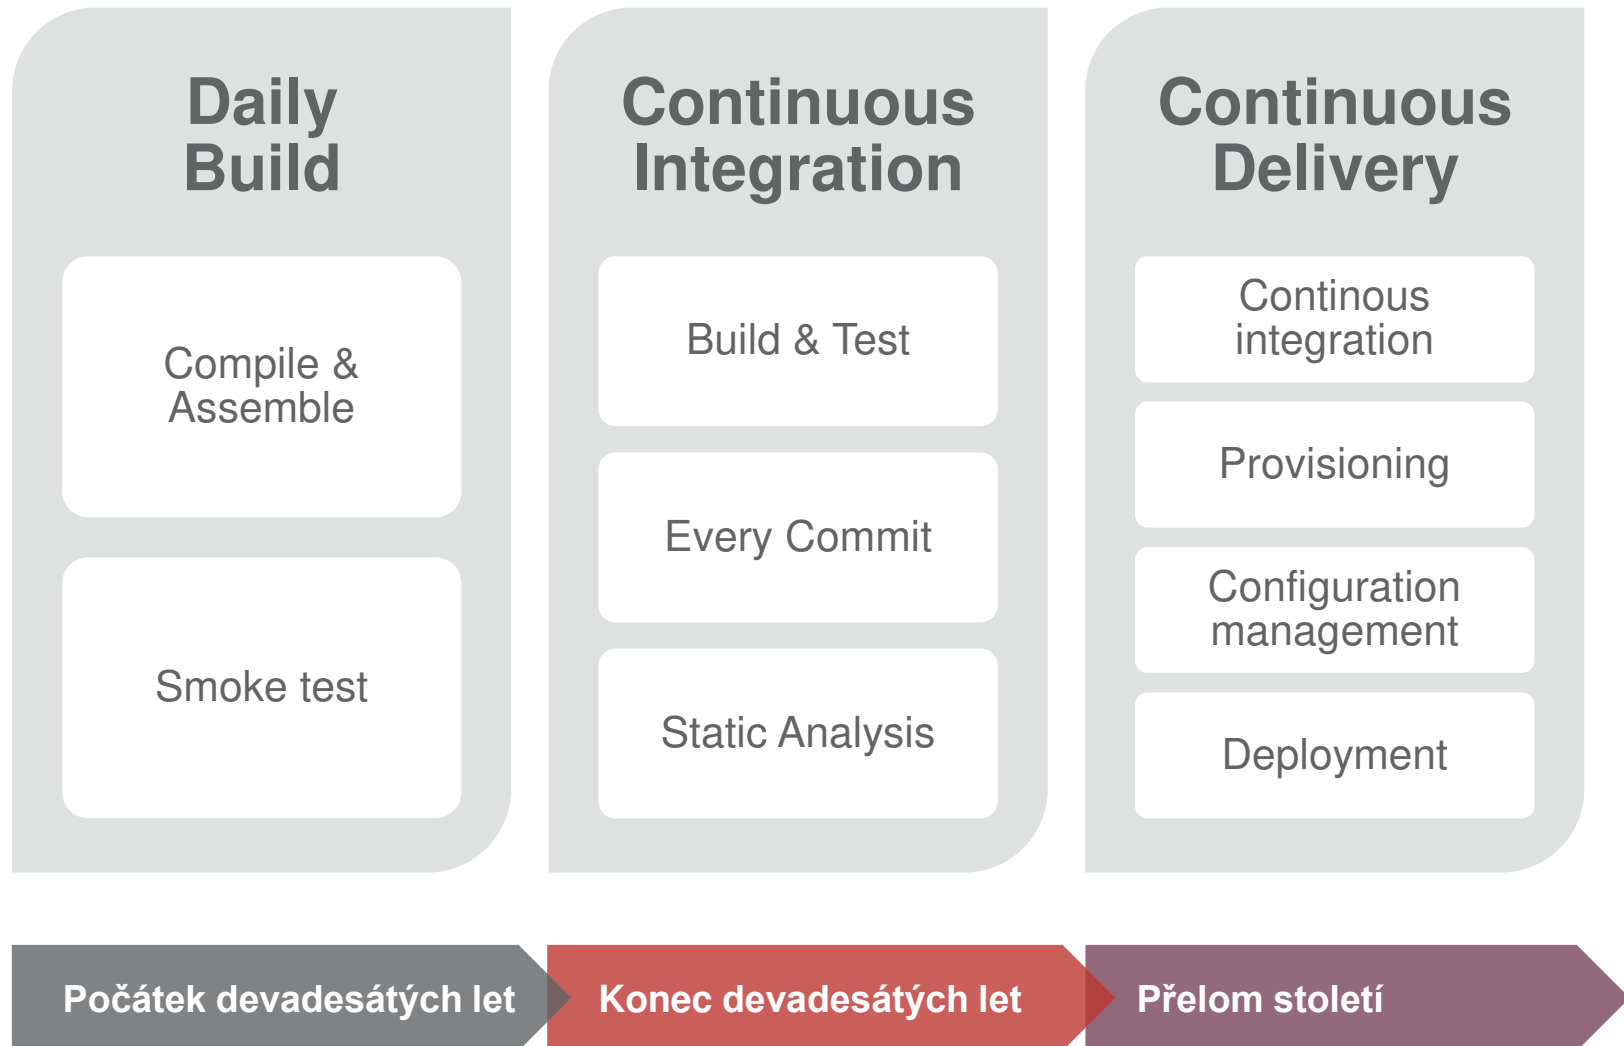 Daily
Build
Compile &
Assemble
Smoke test
Continuous
Integration
Build & Test
Every Commit
Static Analysis
Continuous
Delivery
Continous
integration
Provisioning
Configuration
management
Deployment
Počátek devadesátých let
Konec devadesátých let
Přelom století